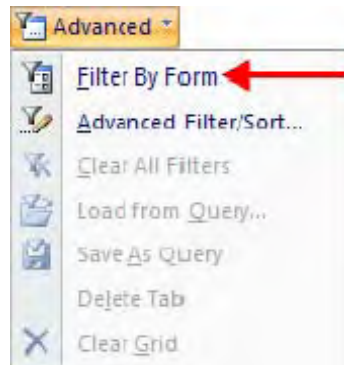 Advanced
Filter By Form
Advanced Filter/Sort...
Clear All Filters
Load from Query...
Save As Query
Delete Tab
Clear Grid